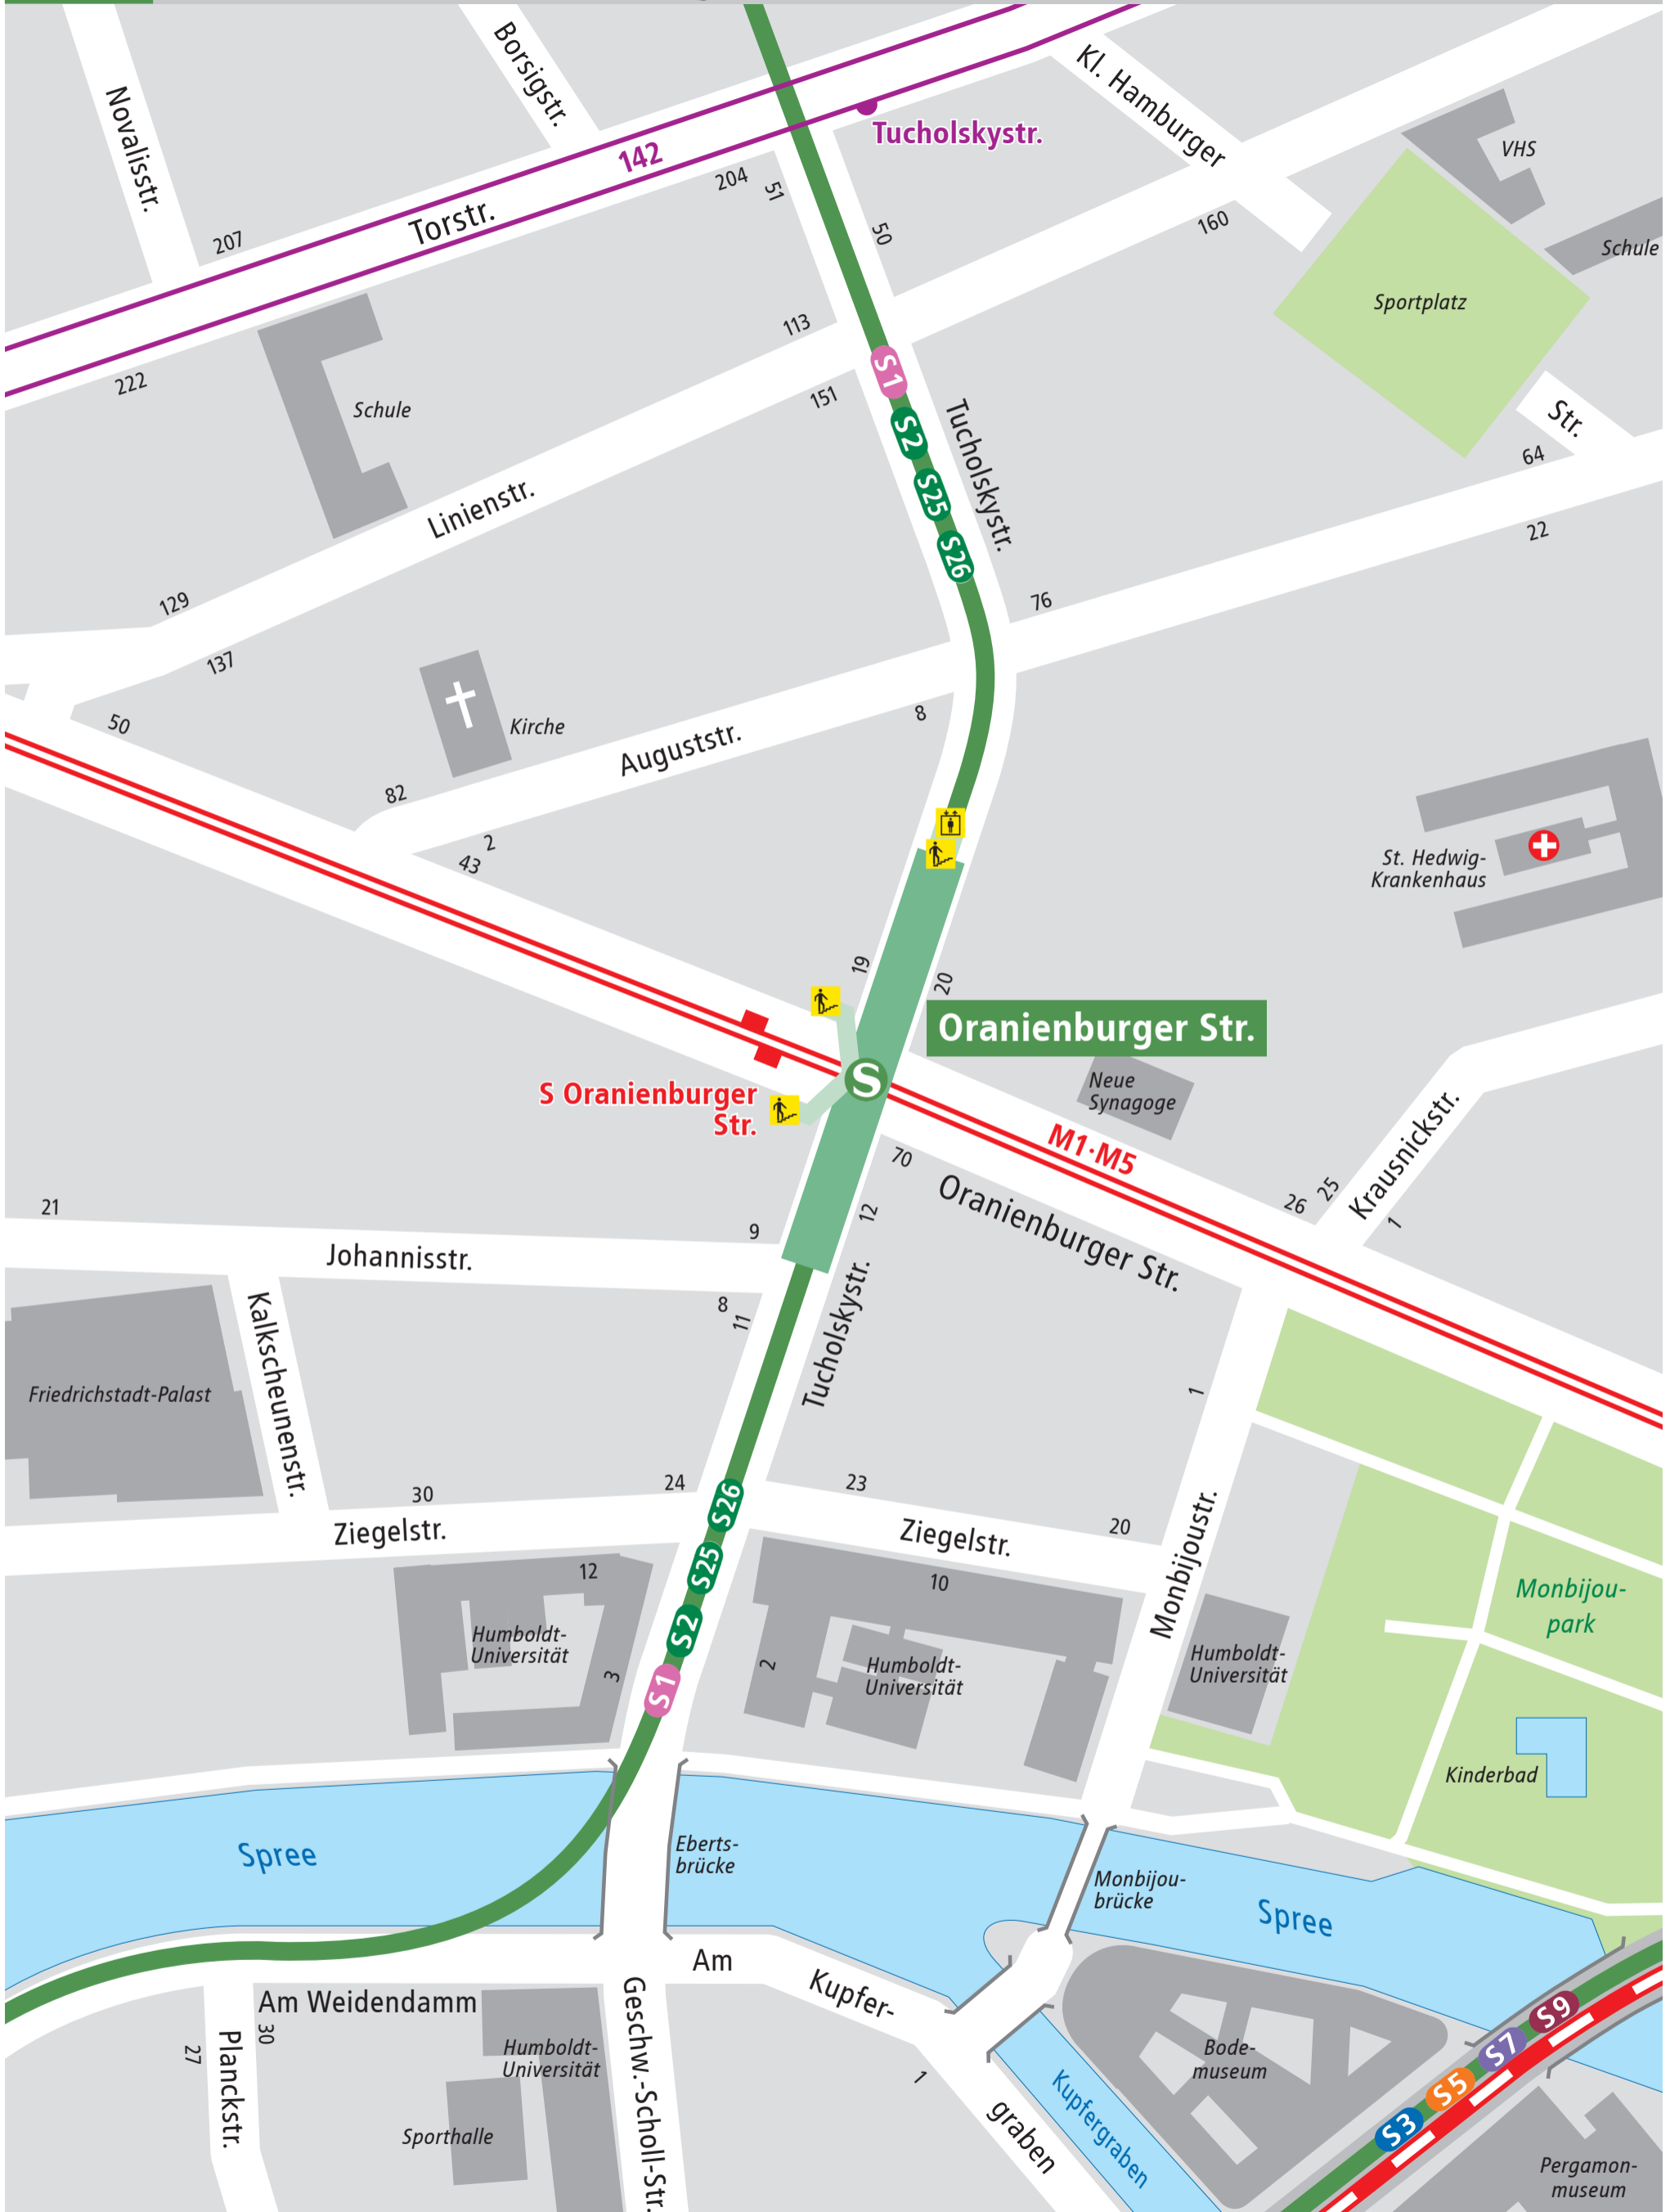 Novalisstr.
Borsigstr.
Kl. Hamburger
Tucholskystr.
VHS
142
204
51
50
160
Schule
207
Torstr.
Sportplatz
113
222
S1
151
Schule
Str.
S2
Tucholskystr.
64
S25
Linienstr.
22
S26
129
76
137
50
8
Kirche
Auguststr.
82
2
43
St. Hedwig-
Krankenhaus
19
20
Oranienburger Str.
S
Neue
Synagoge
S Oranienburger
Str.
M1·M5
70
Krausnickstr.
26
25
1
Oranienburger Str.
21
9
12
Johannisstr.
8
11
Tucholskystr.
Kalkscheunenstr.
Friedrichstadt-Palast
1
30
24
23
S26
20
Ziegelstr.
Ziegelstr.
Monbijoustr.
S25
12
10
Monbijou-
park
S2
Humboldt-
Universität
3
2
Humboldt-
Universität
Humboldt-
Universität
S1
Kinderbad
Spree
Eberts-
brücke
Monbijou-
brücke
Spree
Am
Kupfer-
graben
Am Weidendamm
30
27
Planckstr.
Geschw.-Scholl-Str.
Humboldt-
Universität
1
Bode-
museum
S9
S7
S5
S3
Kupfergraben
Sporthalle
Pergamon-
museum